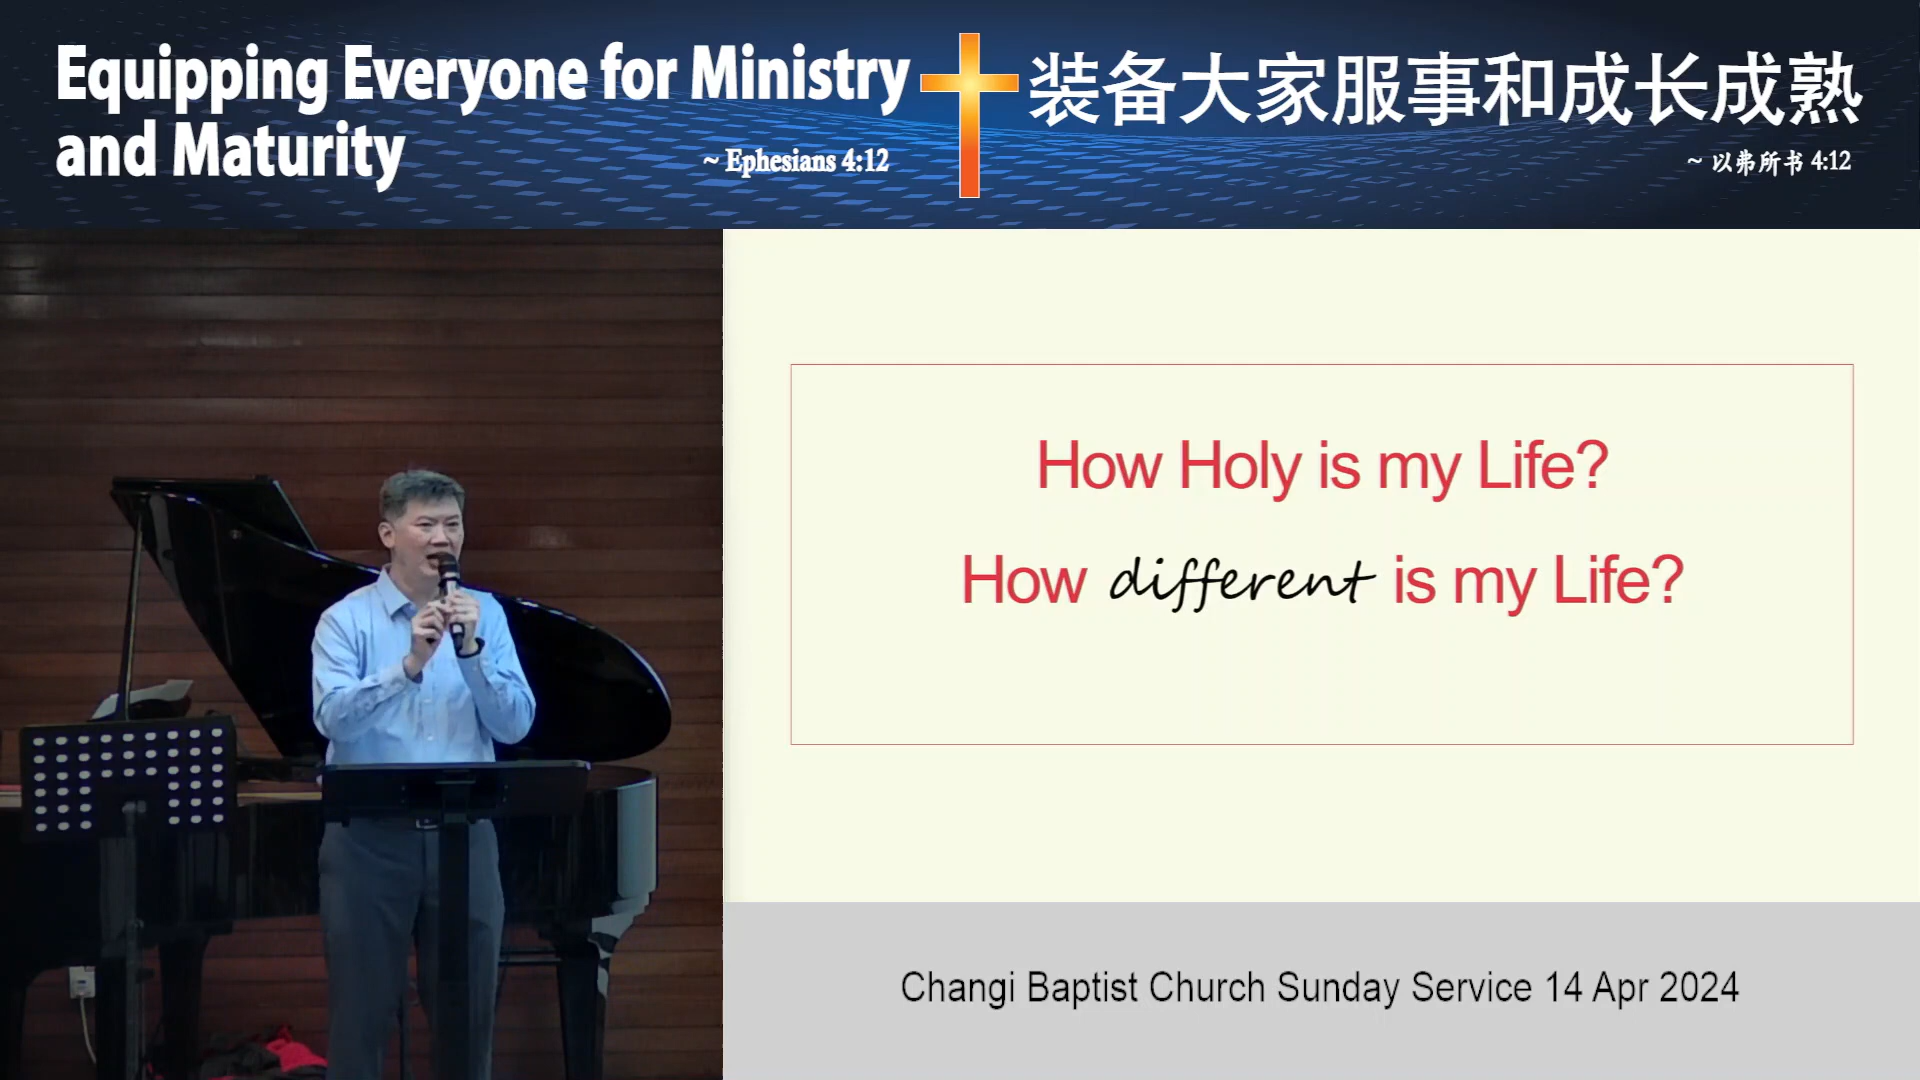 Equipping Everyone for Ministry
and Maturity
~ Ephesians 4:12
装备大家服事和成长成熟
~ 以弗所书 4:12
How Holy is my Life?
How different is my Life?
Changi Baptist Church Sunday Service 14 Apr 2024